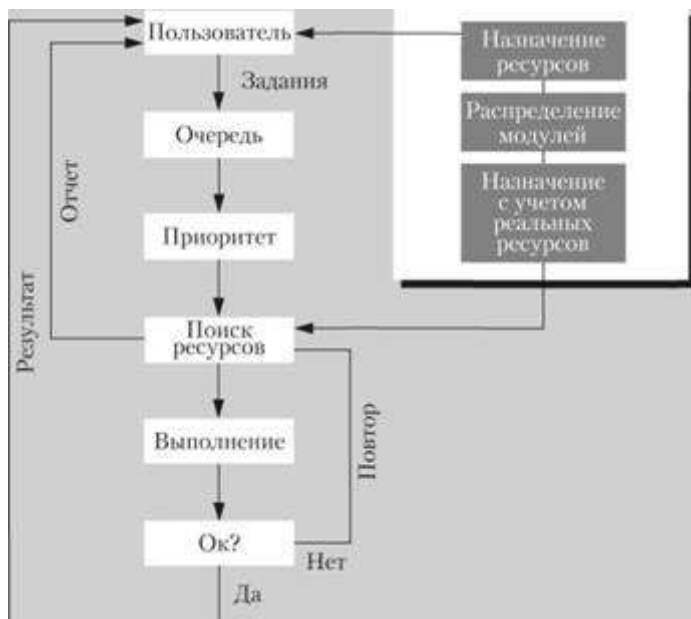 Пользователь
Задания
Очередь
Приоритет
Поиск
ресурсов
Выполнение
Ок?
Нет
Да
Повтор
Отчет
Результат
Назначение
ресурсов
Распределение
модулей
Назначение
с учетом
реальных
ресурсов